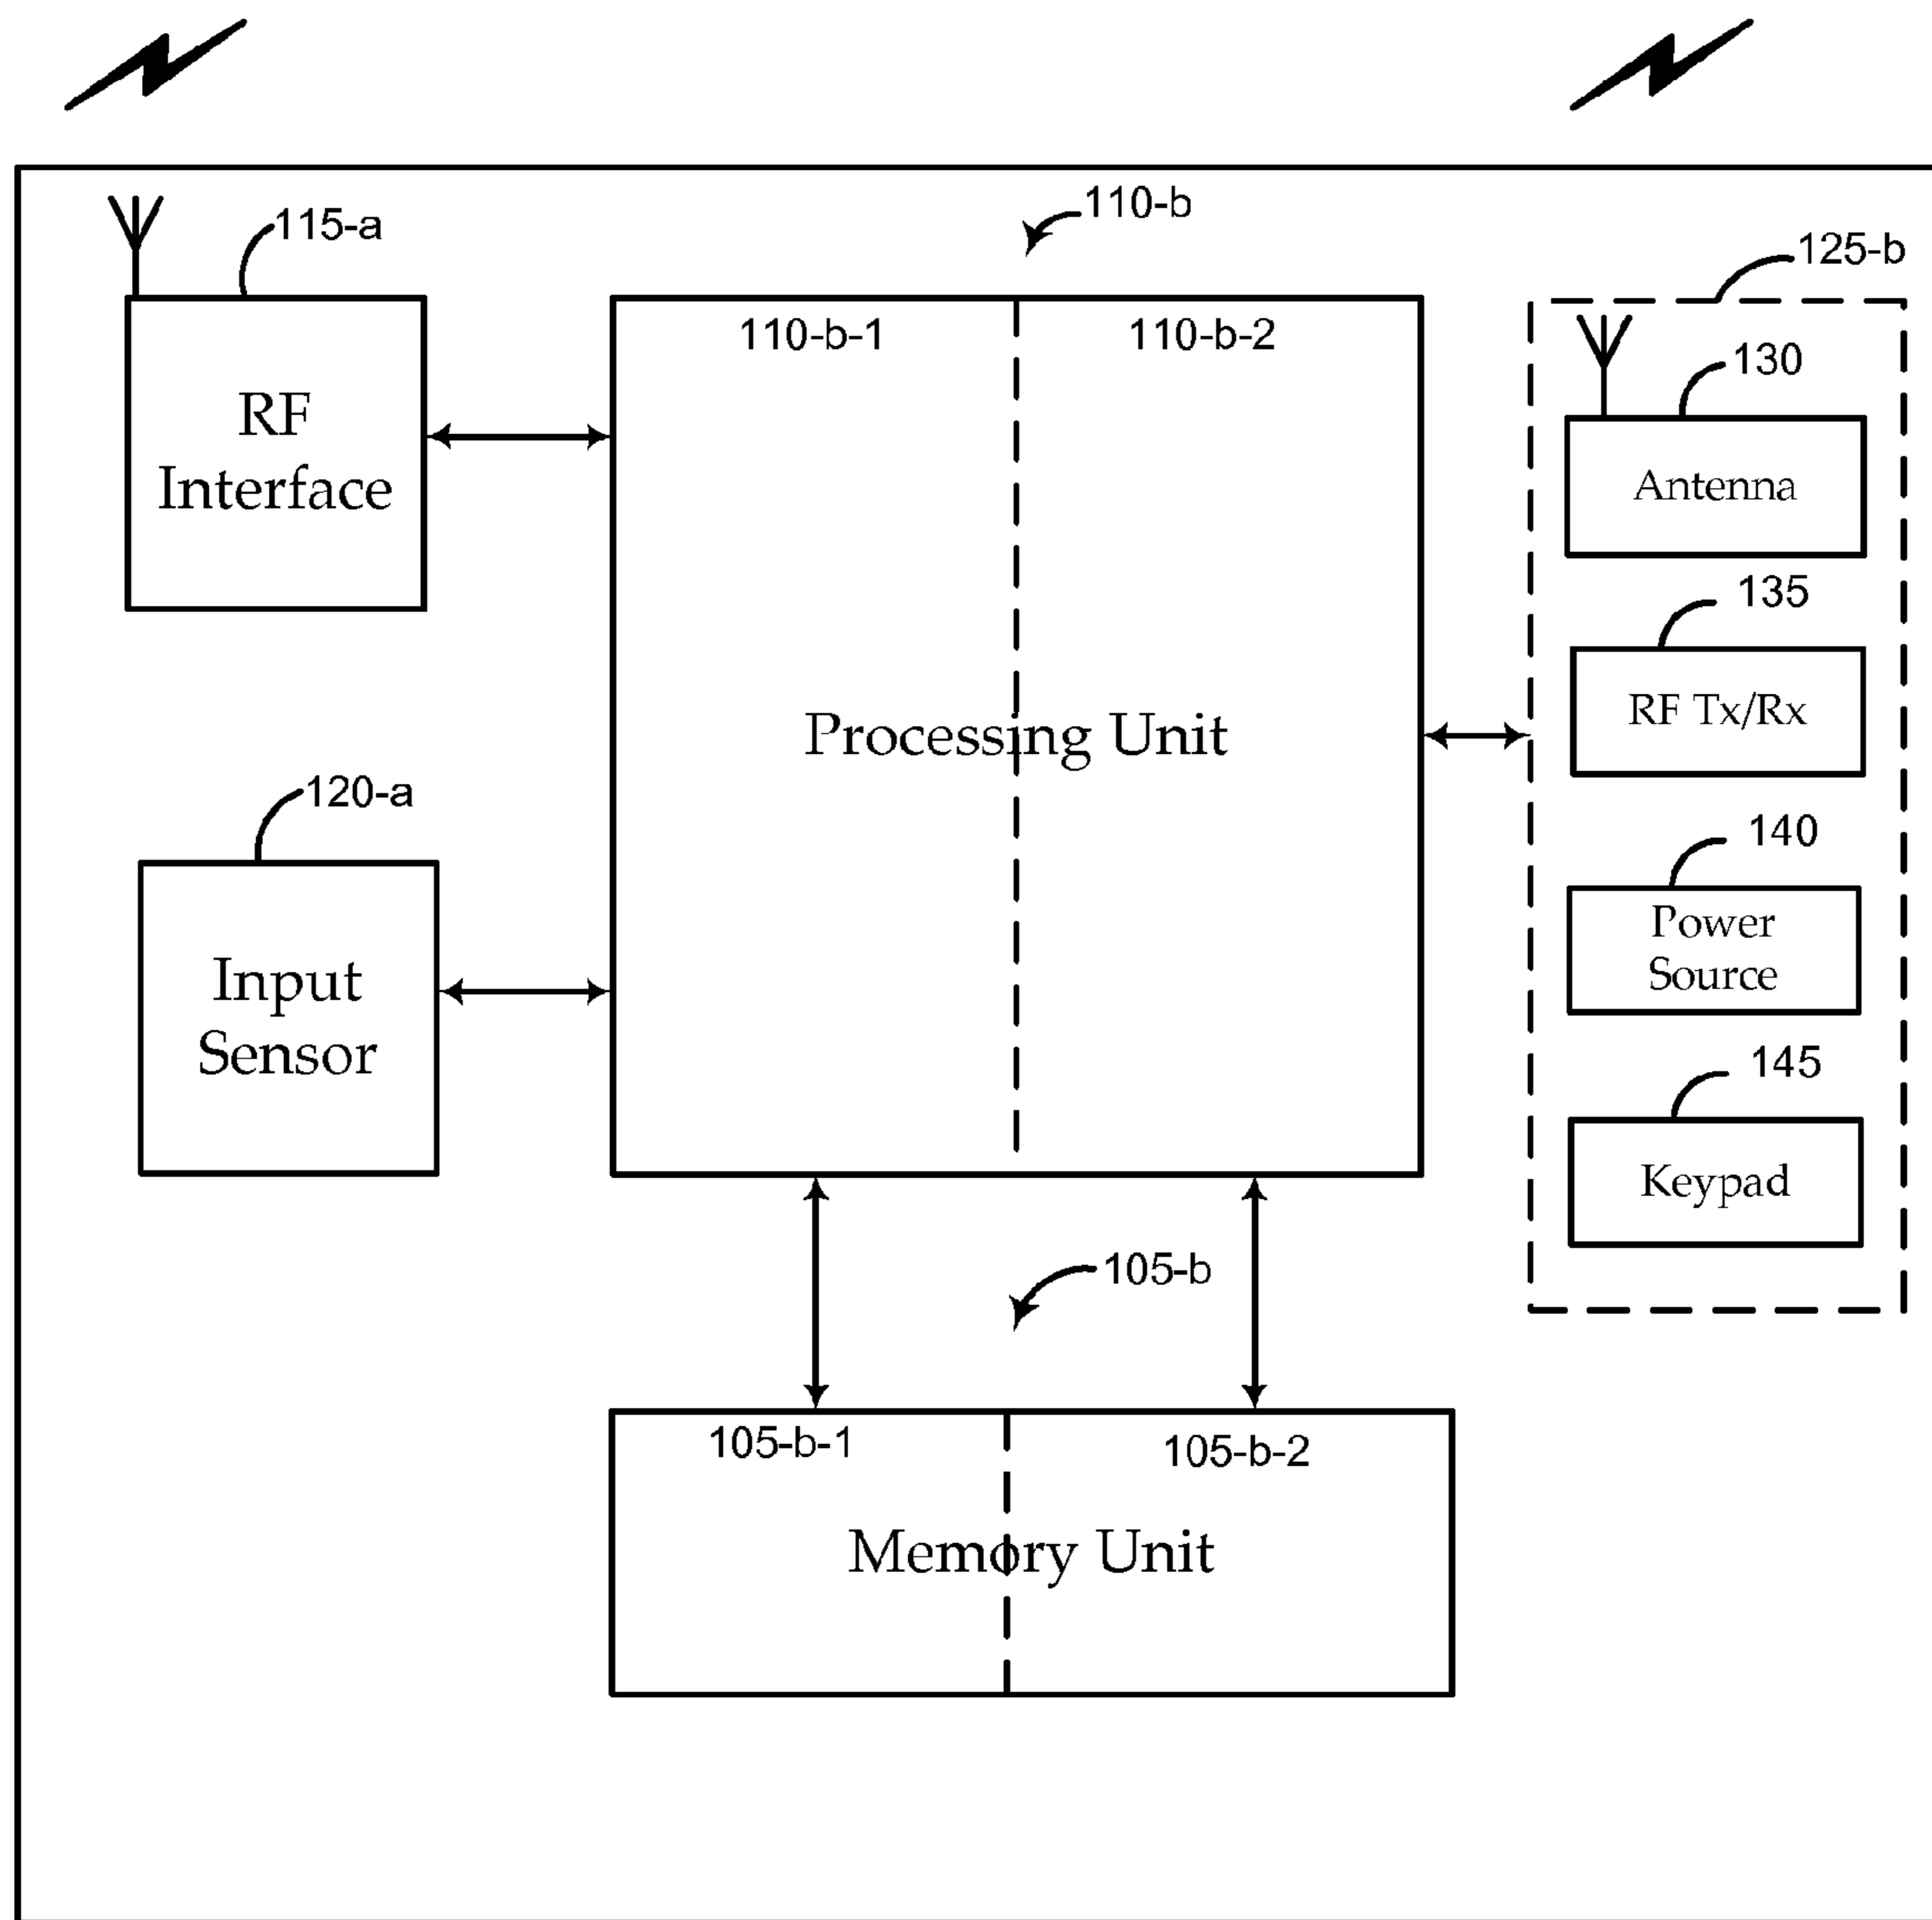 110-b
115-a
125-b
110-b-1
110-b-2
130
RF
Interface
Antenna
135
RF Tx/Rx
Processing Unit
120-a
140
Power
Source
Input
Sensor
145
Keypad
105-b
105-b-1
105-b-2
Memory Unit